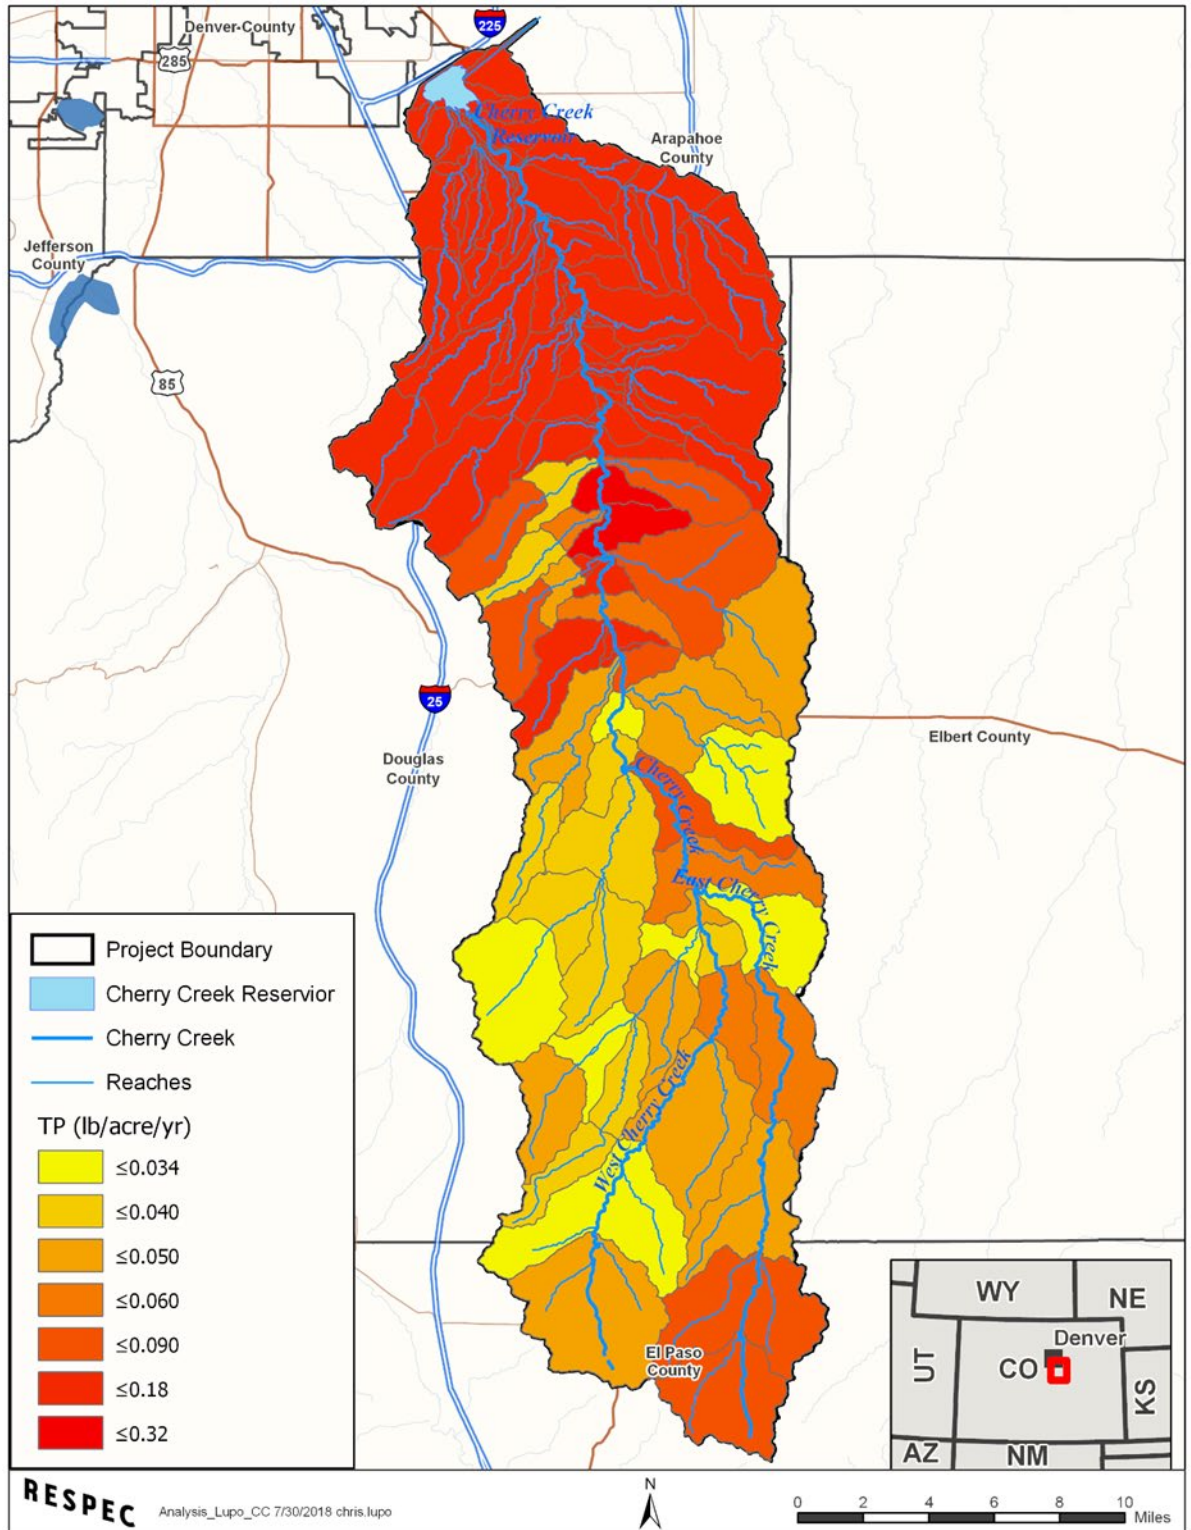 225
Denver County
285
Cherry Creek
Reservoir
Arapahoe
County
Jefferson
County
85
25
Douglas
County
Elbert County
Cherry Creek
East Cherry Creek
West Cherry Creek
El Paso
County
Project Boundary
Cherry Creek Reservior
Cherry Creek
Reaches
TP (lb/acre/yr)
≤0.034
≤0.040
≤0.050
≤0.060
≤0.090
≤0.18
≤0.32
WY
NE
Denver
UT
CO
KS
AZ
NM
RESPEC
Analysis_Lupo_CC 7/30/2018 chris.lupo
N
0 2 4 6 8 10
Miles